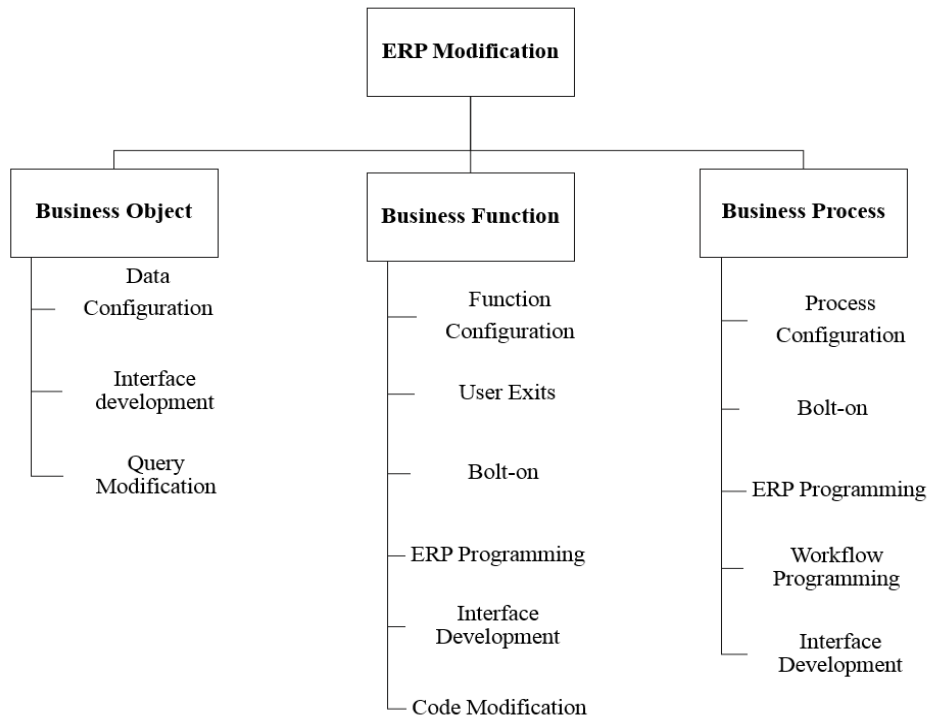 ERP Modification
Business Object
Data
Configuration
Interface
development
Query
Modification
Business Function
Function
Configuration
User Exits
Bolt-on
ERP Programming
Interface
Development
Code Modification
Business Process
Process
Configuration
Bolt-on
ERP Programming
Workflow
Programming
Interface
Development